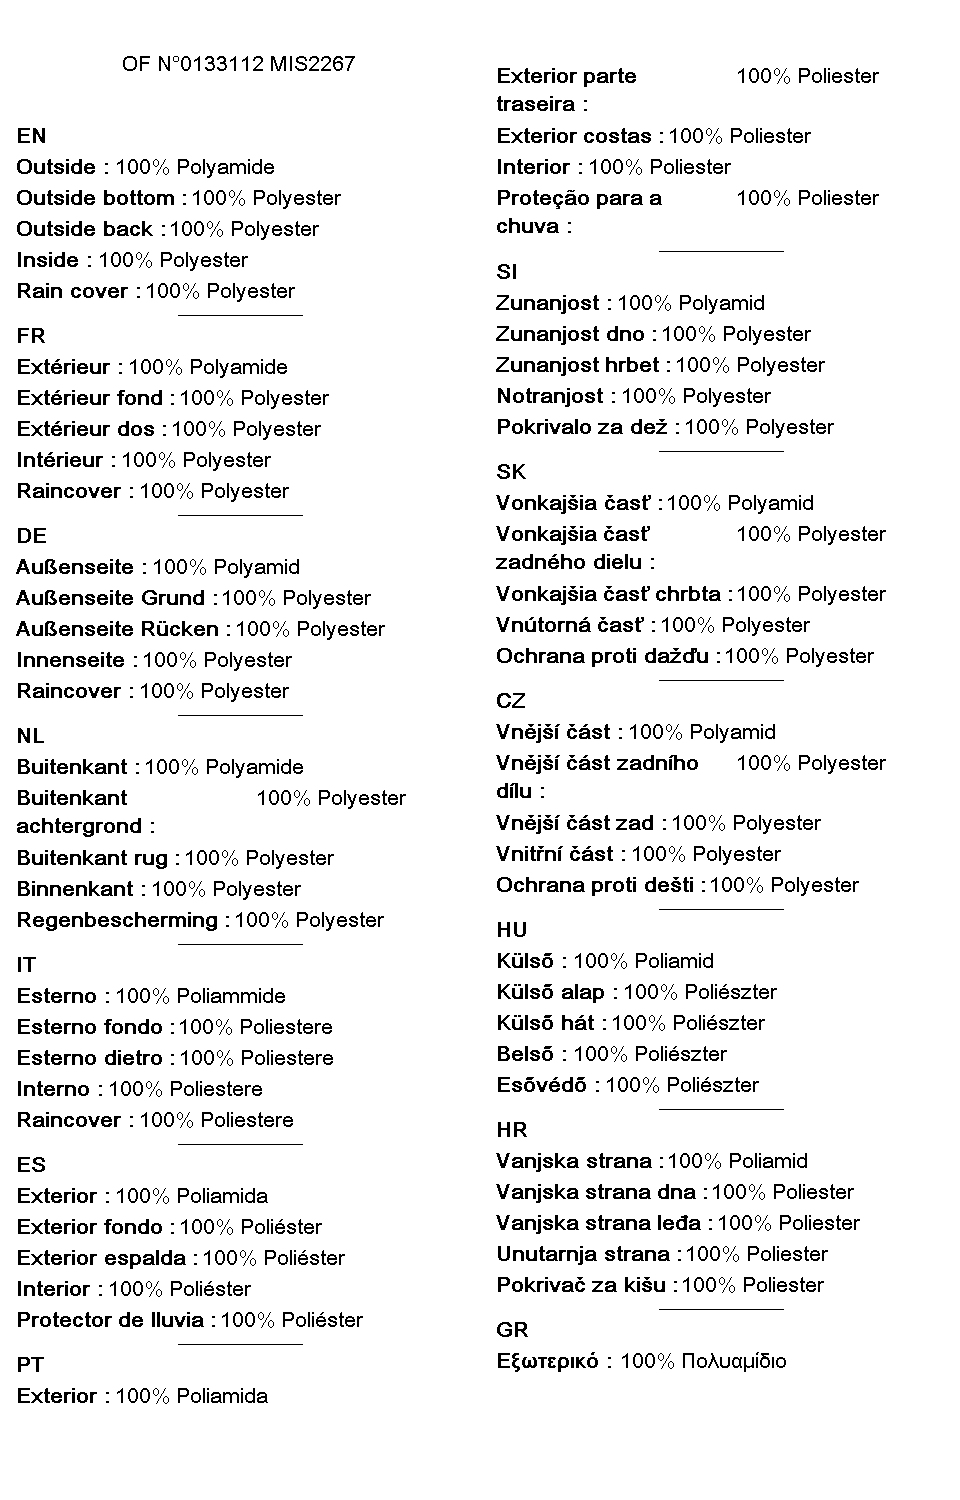 OF N°0133112 MIS2267
EN
Outside : 100% Polyamide
Outside bottom : 100% Polyester
Outside back : 100% Polyester
Inside : 100% Polyester
Rain cover : 100% Polyester
FR
Extérieur : 100% Polyamide
Extérieur fond : 100% Polyester
Extérieur dos : 100% Polyester
Intérieur : 100% Polyester
Raincover : 100% Polyester
DE
Außenseite : 100% Polyamid
Außenseite Grund : 100% Polyester
Außenseite Rücken : 100% Polyester
Innenseite : 100% Polyester
Raincover : 100% Polyester
NL
Buitenkant : 100% Polyamide
Buitenkant 100% Polyester
achtergrond :
Buitenkant rug : 100% Polyester
Binnenkant : 100% Polyester
Regenbescherming : 100% Polyester
IT
Esterno : 100% Poliammide
Esterno fondo : 100% Poliestere
Esterno dietro : 100% Poliestere
Interno : 100% Poliestere
Raincover : 100% Poliestere
ES
Exterior : 100% Poliamida
Exterior fondo : 100% Poliéster
Exterior espalda : 100% Poliéster
Interior : 100% Poliéster
Protector de lluvia : 100% Poliéster
PT
Exterior : 100% Poliamida
Exterior parte 100% Poliester
traseira :
Exterior costas : 100% Poliester
Interior : 100% Poliester
Proteção para a 100% Poliester
chuva :
SI
Zunanjost : 100% Polyamid
Zunanjost dno : 100% Polyester
Zunanjost hrbet : 100% Polyester
Notranjost : 100% Polyester
Pokrivalo za dež : 100% Polyester
SK
Vonkajšia časť : 100% Polyamid
Vonkajšia časť 100% Polyester
zadného dielu :
Vonkajšia časť chrbta : 100% Polyester
Vnútorná časť : 100% Polyester
Ochrana proti dažďu : 100% Polyester
CZ
Vnější část : 100% Polyamid
Vnější část zadního 100% Polyester
dílu :
Vnější část zad : 100% Polyester
Vnitřní část : 100% Polyester
Ochrana proti dešti : 100% Polyester
HU
Külső : 100% Poliamid
Külső alap : 100% Poliészter
Külső hát : 100% Poliészter
Belső : 100% Poliészter
Esővédő : 100% Poliészter
HR
Vanjska strana : 100% Poliamid
Vanjska strana dna : 100% Poliester
Vanjska strana leđa : 100% Poliester
Unutarnja strana : 100% Poliester
Pokrivač za kišu : 100% Poliester
GR
Εξωτερικό : 100% Πολυαμίδιο